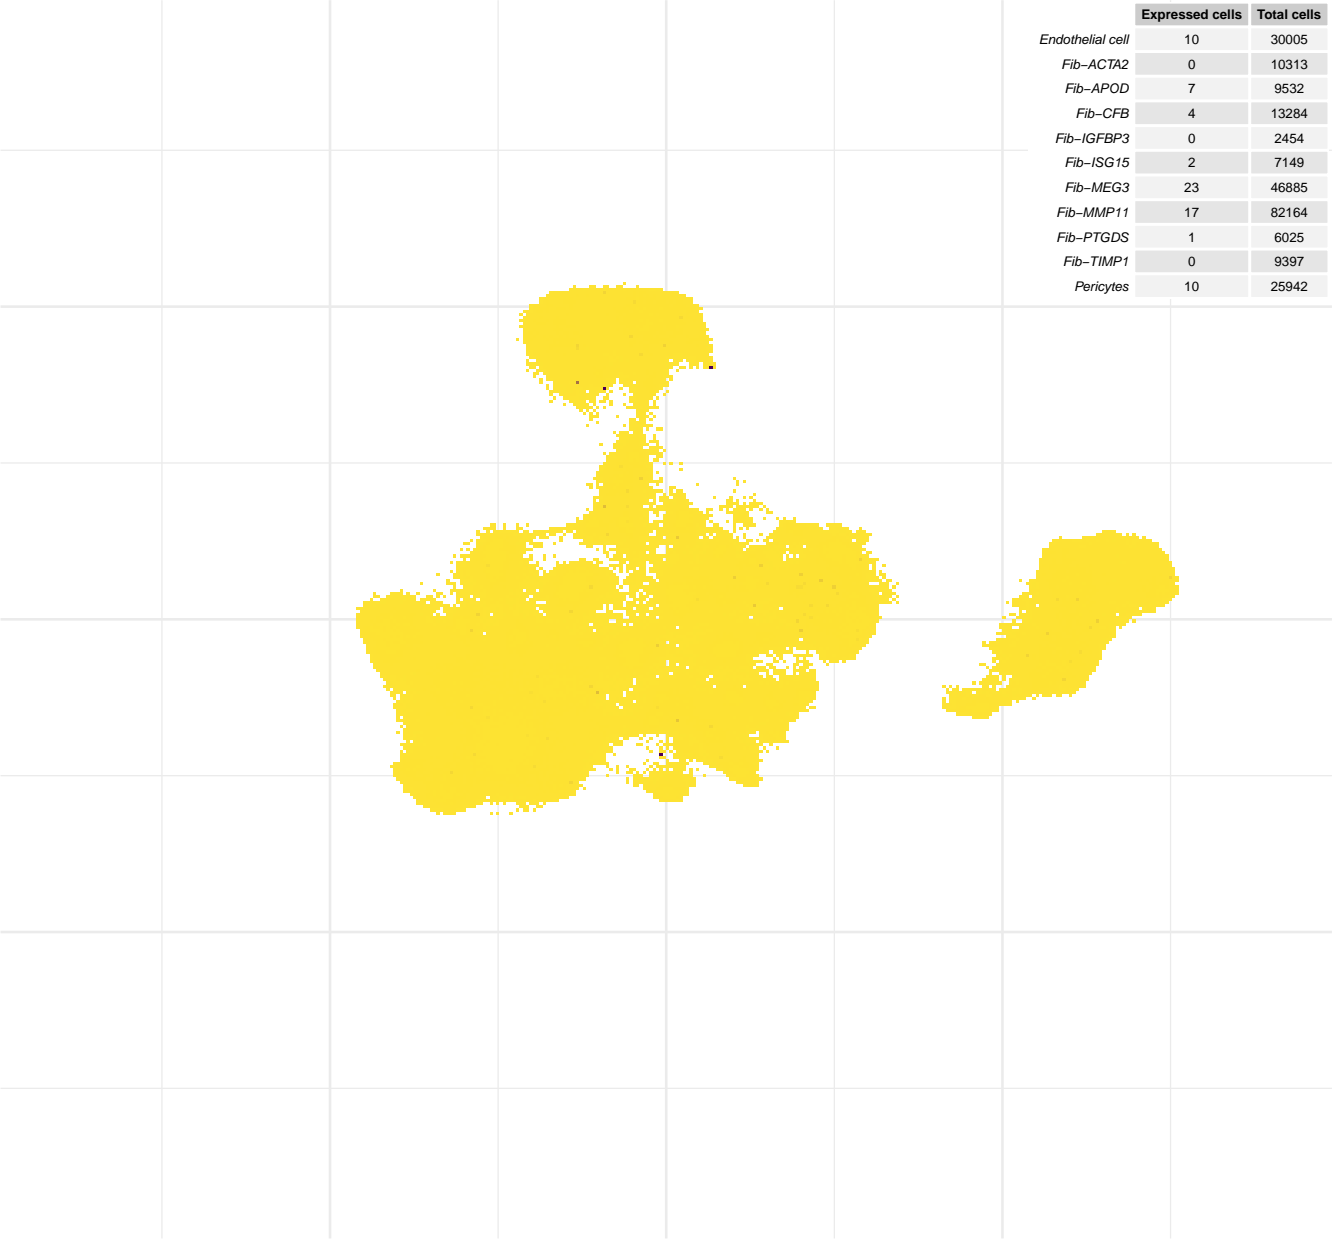 Expressed cells Total cells
Endothelial cell 10 30005
Fib−ACTA2 0 10313
Fib−APOD 7 9532
Fib−CFB 4 13284
Fib−IGFBP3 0 2454
Fib−ISG15 2 7149
Fib−MEG3 23 46885
Fib−MMP11 17 82164
Fib−PTGDS 1 6025
Fib−TIMP1 0 9397
Pericytes 10 25942